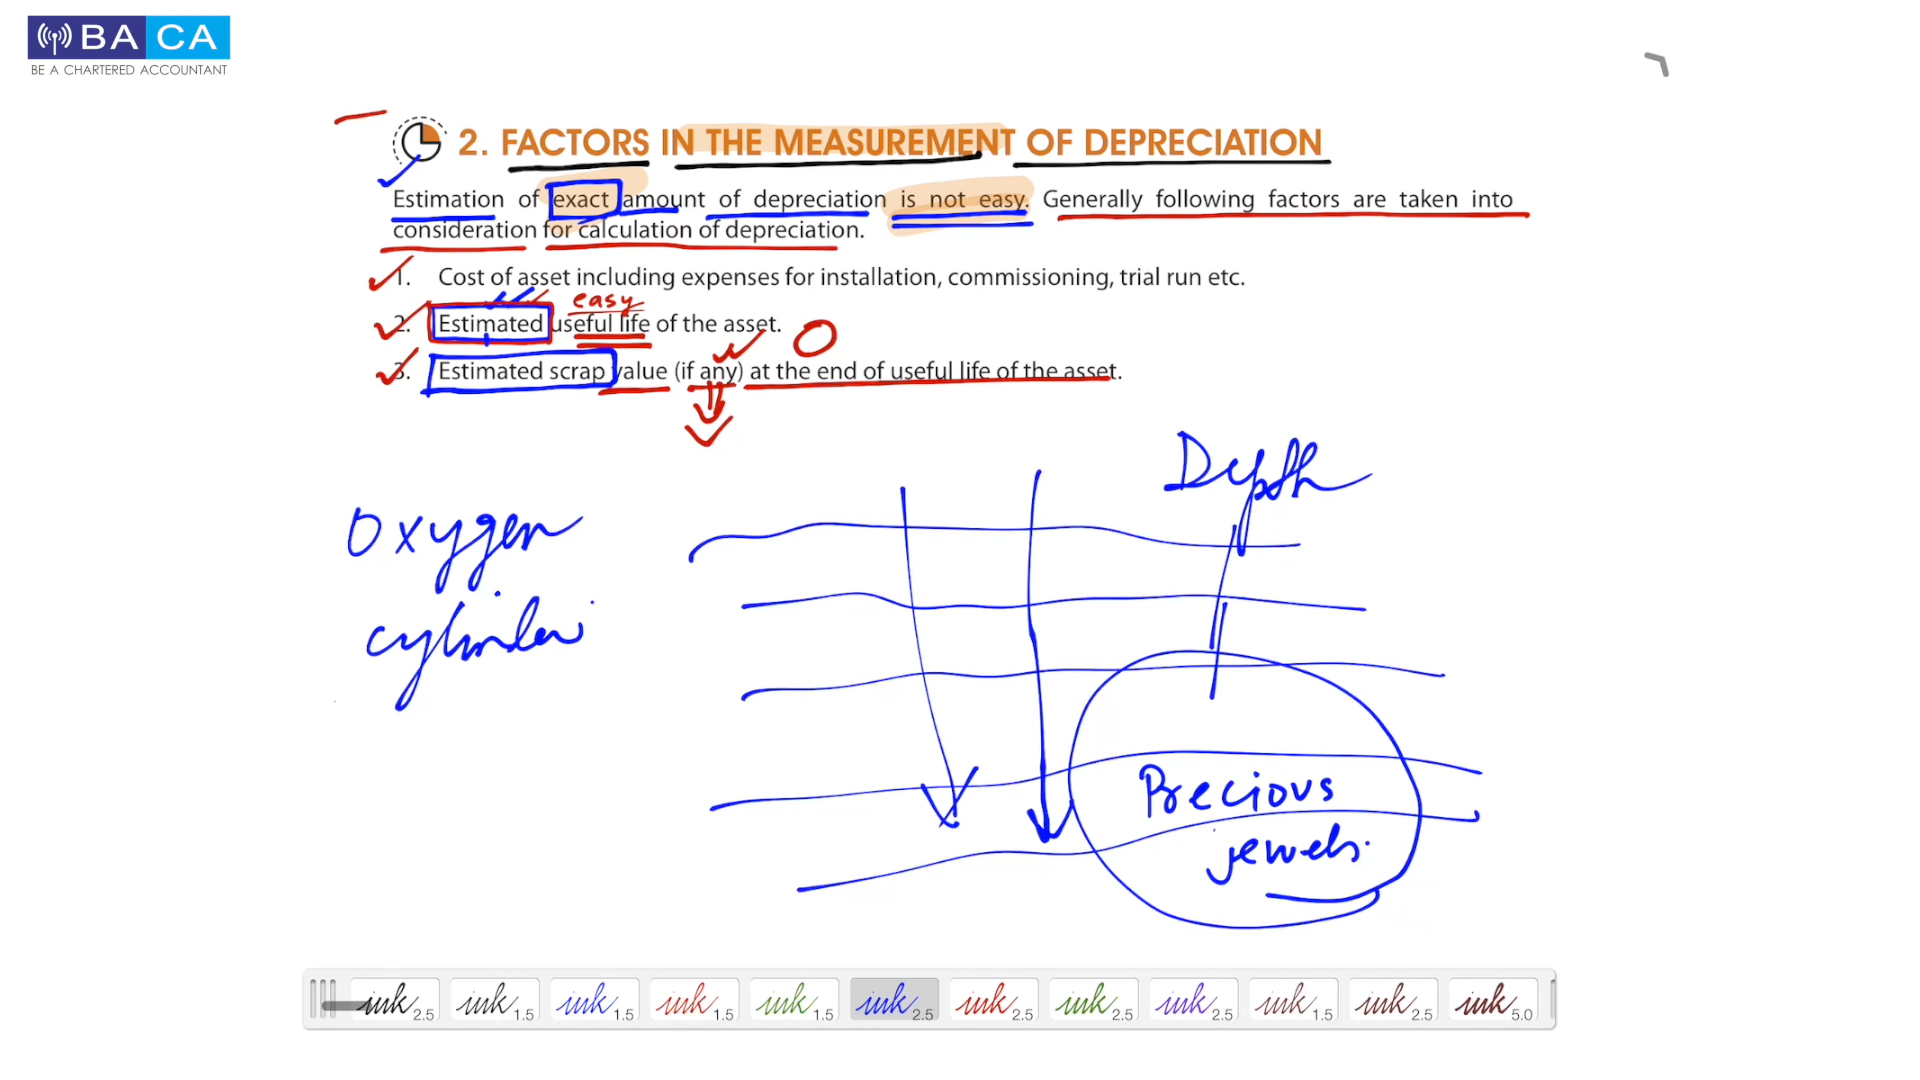 BA CA
BE A CHARTERED ACCOUNTANT
2. FACTORS IN THE MEASUREMENT OF DEPRECIATION
Estimation of exact amount of depreciation is not easy. Generally following factors are taken into
consideration for calculation of depreciation.
1. Cost of asset including expenses for installation, commissioning, trial run etc.
easy
2. Estimated useful life of the asset.
3. Estimated scrap value (if any) at the end of useful life of the asset.
Depth
Oxygen
cylinder
Precious
jewels.
ink 2.5 ink 1.5 ink 1.5 ink 1.5 ink 1.5 ink 2.5 ink 2.5 ink 2.5 ink 2.5 ink 1.5 ink 2.5 ink 5.0